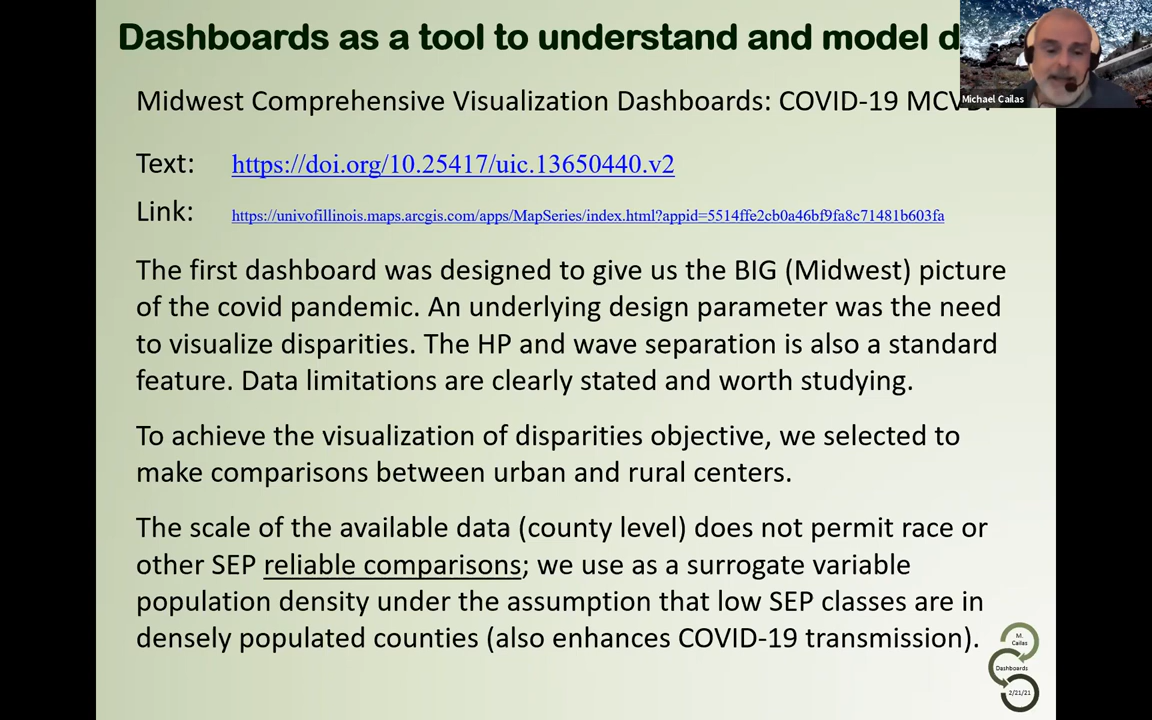 Dashboards as a tool to understand and model d
Michael Cailas
Midwest Comprehensive Visualization Dashboards: COVID-19
Text: https://doi.org/10.25417/uic.13650440.v2
Link: https://univofillinois.maps.arcgis.com/apps/MapSeries/index.html?appid=5514ffe2cb0a46bf9fa8c71481b603fa
The first dashboard was designed to give us the BIG (Midwest) picture
of the covid pandemic. An underlying design parameter was the need
to visualize disparities. The HP and wave separation is also a standard
feature. Data limitations are clearly stated and worth studying.
To achieve the visualization of disparities objective, we selected to
make comparisons between urban and rural centers.
The scale of the available data (county level) does not permit race or
other SEP reliable comparisons; we use as a surrogate variable
population density under the assumption that low SEP classes are in
densely populated counties (also enhances COVID-19 transmission).
M.
Cailas
Dashboards
2/21/21